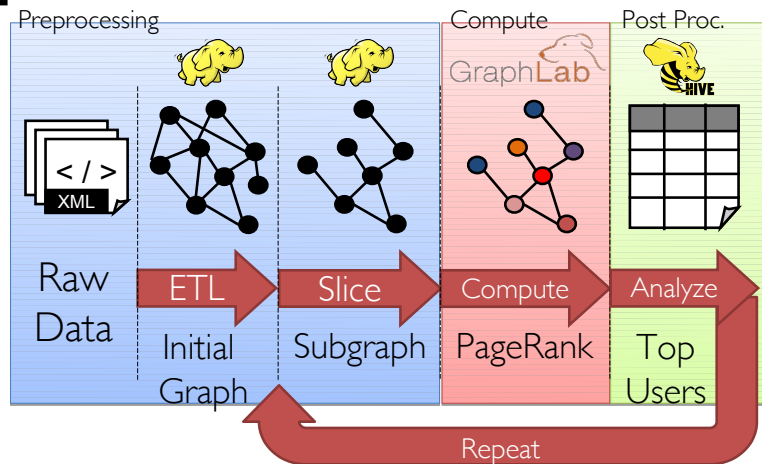 Preprocessing
Compute
Post Proc.
GraphLab
HIVE
< / >
XML
Raw
Data
ETL
Slice
Compute
Analyze
Initial
Graph
Subgraph
PageRank
Top
Users
Repeat